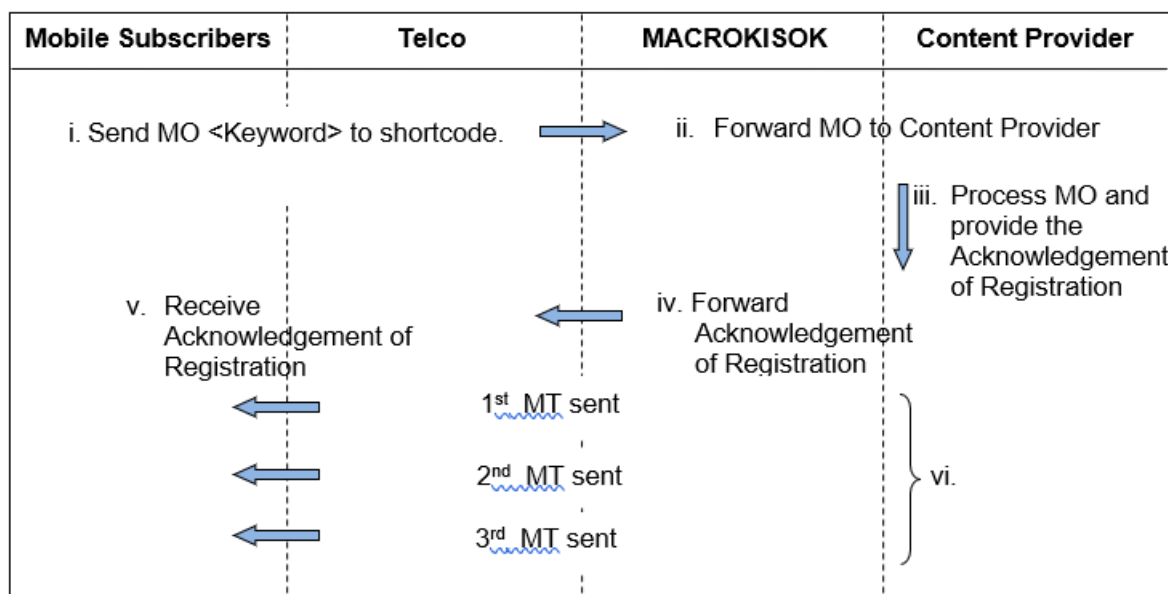 Mobile Subscribers Telco MACROKISOK Content Provider
i. Send MO <Keyword> to shortcode.
ii. Forward MO to Content Provider
iii. Process MO and
provide the
Acknowledgement
of Registration
iv. Forward
Acknowledgement
of Registration
v. Receive
Acknowledgement of
Registration
1st MT sent
2nd MT sent
3rd MT sent
vi.